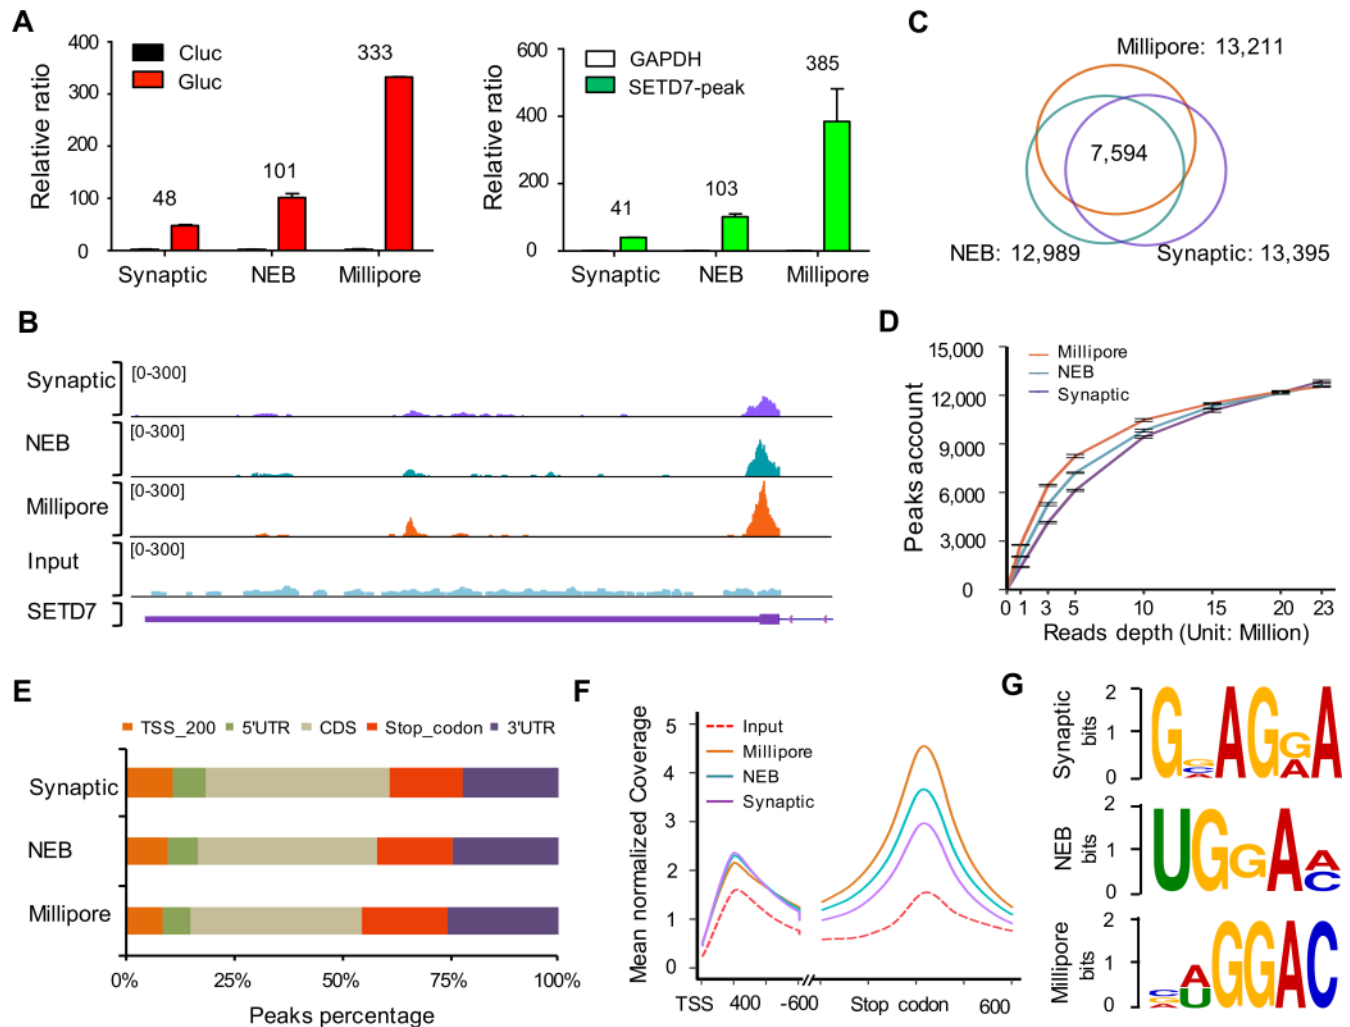 A
400
300
200
100
0
Relative ratio
Cluc
Gluc
48
101
333
Synaptic
NEB
Millipore
600
400
200
0
Relative ratio
GAPDH
SETD7-peak
41
103
385
Synaptic
NEB
Millipore
C
Millipore: 13,211
7,594
NEB: 12,989
Synaptic: 13,395
B
Synaptic
[0-300]
NEB
[0-300]
Millipore
[0-300]
Input
[0-300]
SETD7
D
15,000
12,000
9,000
6,000
3,000
0
Peaks account
Millipore
NEB
Synaptic
0 1 3 5 10 15 20 23
Reads depth (Unit: Million)
E
TSS_200 5'UTR CDS Stop_codon 3'UTR
Synaptic
NEB
Millipore
0% 25% 50% 75% 100%
Peaks percentage
F
5
4
3
2
1
0
Mean normalized Coverage
Input
Millipore
NEB
Synaptic
TSS 400 -600 Stop codon 600
G
Synaptic
bits
2
1
0
GGAGGA
CA
A
NEB
bits
2
1
0
UGGAA
C
Millipore
bits
2
1
0
CAGGAC
GU
A